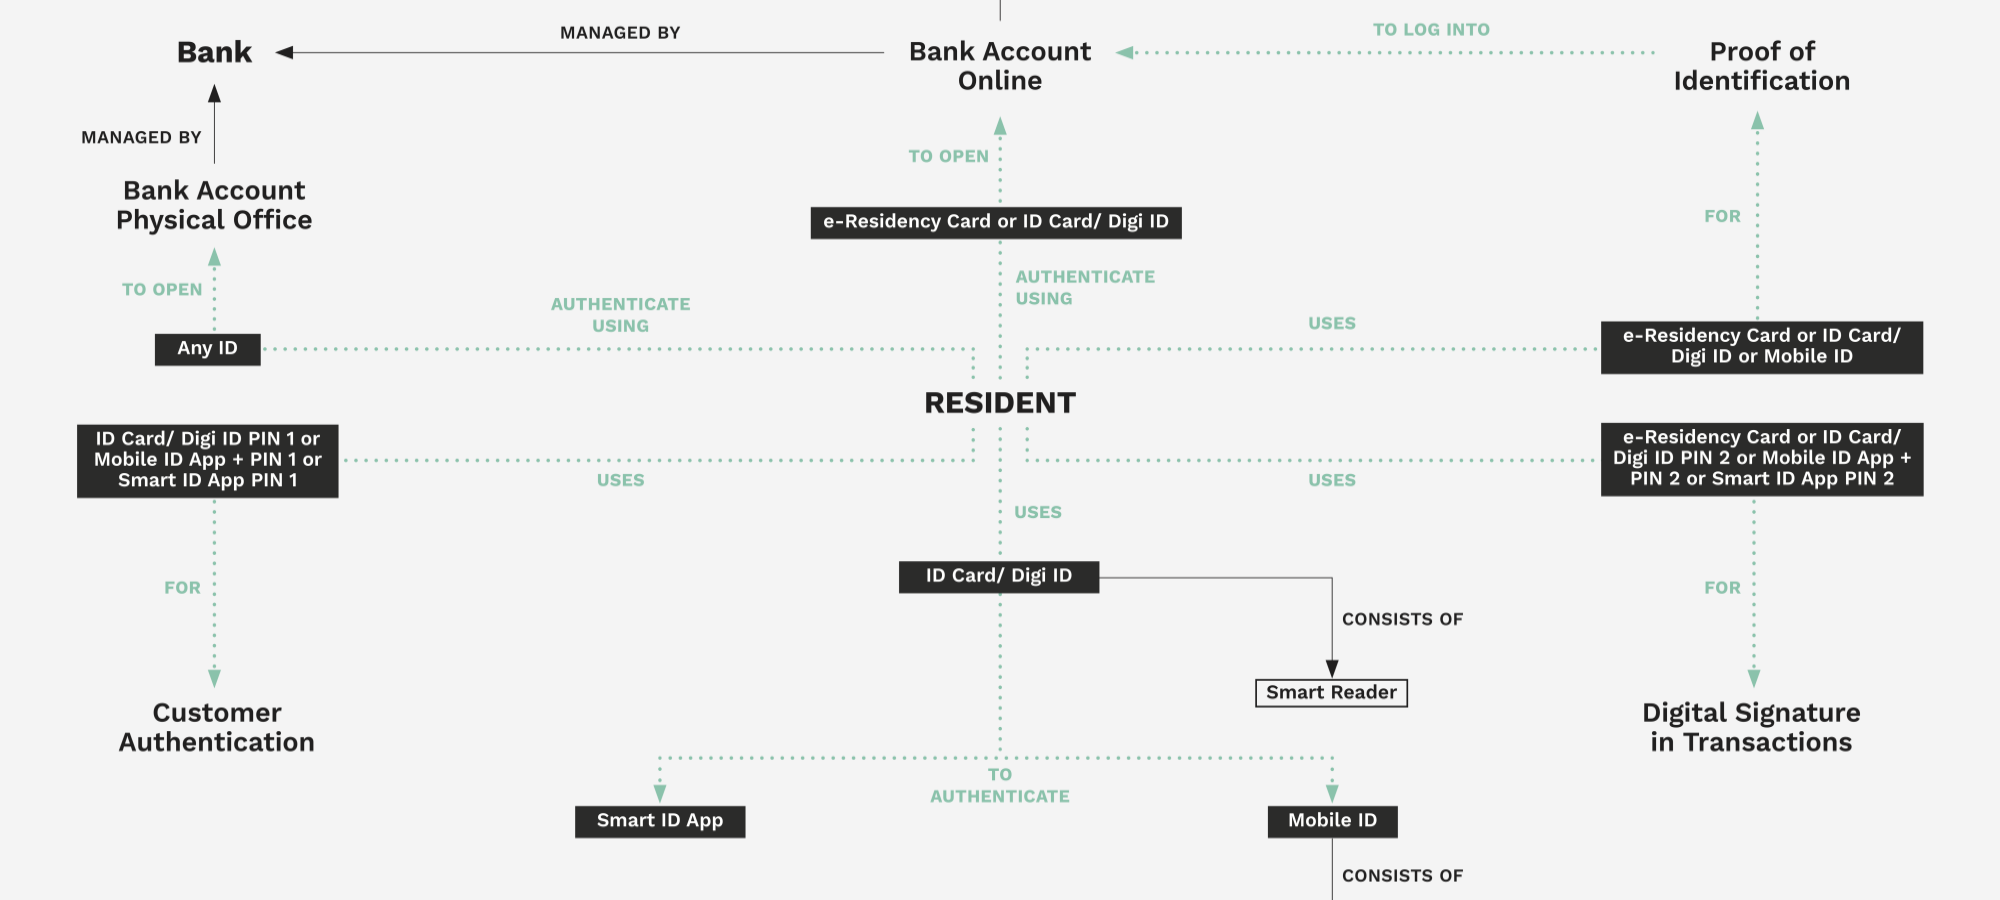 MANAGED BY
TO LOG INTO
Bank
Bank Account
Online
Proof of
Identification
MANAGED BY
TO OPEN
Bank Account
Physical Office
e-Residency Card or ID Card/ Digi ID
FOR
TO OPEN
AUTHENTICATE
USING
AUTHENTICATE
USING
USES
Any ID
e-Residency Card or ID Card/
Digi ID or Mobile ID
RESIDENT
ID Card/ Digi ID PIN 1 or
Mobile ID App + PIN 1 or
Smart ID App PIN 1
e-Residency Card or ID Card/
Digi ID PIN 2 or Mobile ID App +
PIN 2 or Smart ID App PIN 2
USES
USES
USES
ID Card/ Digi ID
FOR
FOR
CONSISTS OF
Smart Reader
Customer
Authentication
Digital Signature
in Transactions
TO
AUTHENTICATE
Smart ID App
Mobile ID
CONSISTS OF